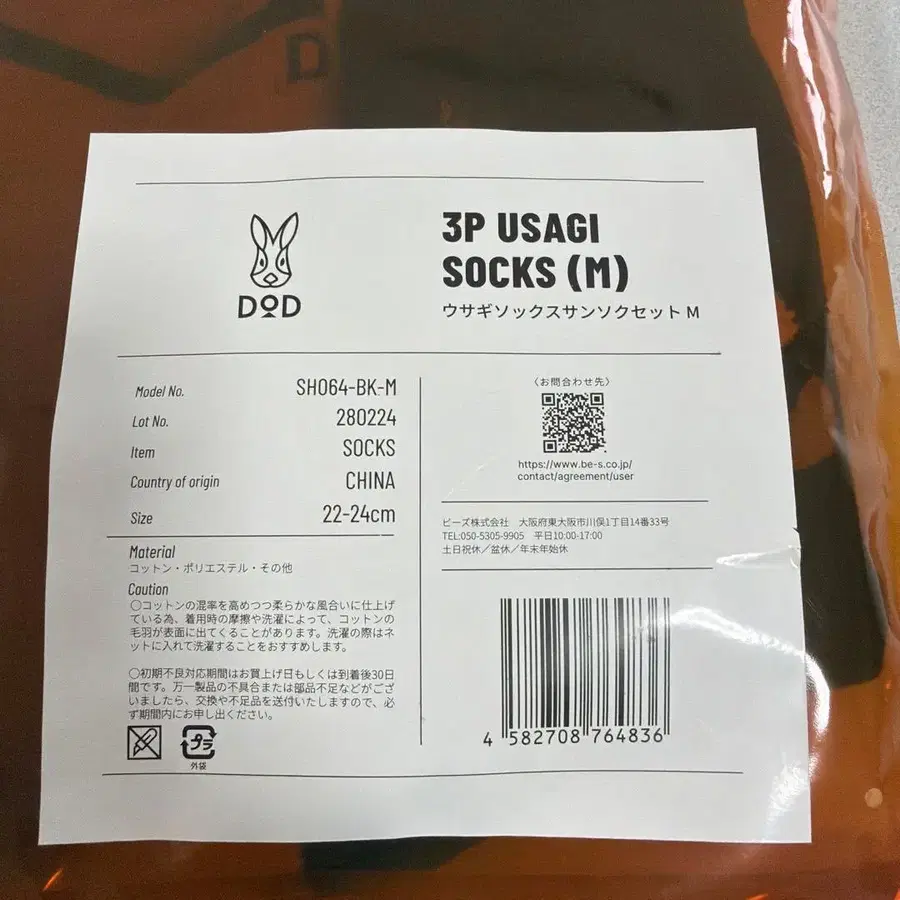 D
DOD
3P USAGI
SOCKS (M)
ウサギソックスサンソクセット M
Model No. SH064-BK-M
Lot No. 280224
Item SOCKS
Country of origin CHINA
Size 22-24cm
Material
コットン・ポリエステル・その他
Caution
○コットンの混率を高めつつ柔らかな風合いに仕上げ
ている為、着用時の摩擦や洗濯によって、コットンの
毛羽が表面に出てくることがあります。洗濯の際はネ
ットに入れて洗濯することをおすすめします。
○初期不良対応期間はお買上げ日もしくは到着後30日
間です。万一製品の不具合または部品不足などがござ
いましたら、交換や不足品を送付いたしますので、必
ず期間内にお申し出ください。
プラ
外袋
〈お問合わせ先〉
https://www.be-s.co.jp/
contact/agreement/user
ビーズ株式会社 大阪府東大阪市川俣1丁目14番33号
TEL:050-5305-9905 平日10:00-17:00
土日祝休／盆休／年末年始休
4 582708 764836